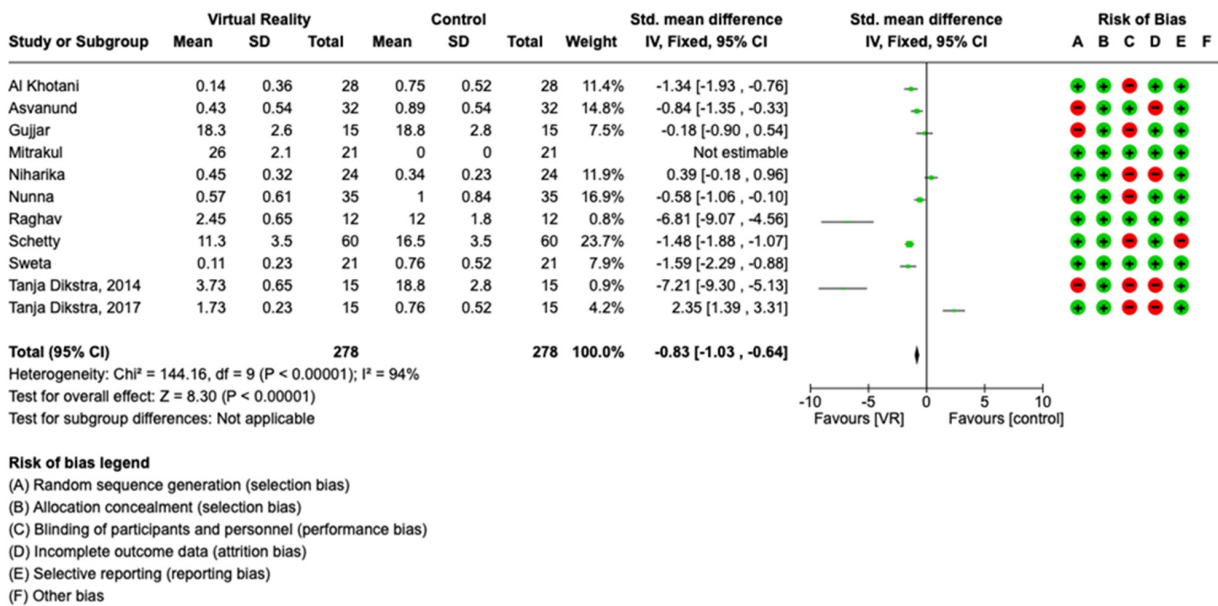 Virtual Reality Control Std. mean difference Std. mean difference Risk of Bias
Study or Subgroup Mean SD Total Mean SD Total Weight IV, Fixed, 95% CI IV, Fixed, 95% CI A B C D E F
Al Khotani 0.14 0.36 28 0.75 0.52 28 11.4% -1.34 [-1.93 , -0.76] + + - + +
Asvanund 0.43 0.54 32 0.89 0.54 32 14.8% -0.84 [-1.35 , -0.33] - + + - +
Gujjar 18.3 2.6 15 18.8 2.8 15 7.5% -0.18 [-0.90 , 0.54] - + - + +
Mitrakul 26 2.1 21 0 0 21 Not estimable + + + + +
Niharika 0.45 0.32 24 0.34 0.23 24 11.9% 0.39 [-0.18 , 0.96] + + - - +
Nunna 0.57 0.61 35 1 0.84 35 16.9% -0.58 [-1.06 , -0.10] + + - + +
Raghav 2.45 0.65 12 12 1.8 12 0.8% -6.81 [-9.07 , -4.56] + + + + +
Schetty 11.3 3.5 60 16.5 3.5 60 23.7% -1.48 [-1.88 , -1.07] + + - + -
Sweta 0.11 0.23 21 0.76 0.52 21 7.9% -1.59 [-2.29 , -0.88] + + + + +
Tanja Dikstra, 2014 3.73 0.65 15 18.8 2.8 15 0.9% -7.21 [-9.30 , -5.13] - + - - +
Tanja Dikstra, 2017 1.73 0.23 15 0.76 0.52 15 4.2% 2.35 [1.39 , 3.31] + + - - +
Total (95% CI) 278 278 100.0% -0.83 [-1.03 , -0.64]
Heterogeneity: Chi² = 144.16, df = 9 (P < 0.00001); I² = 94%
Test for overall effect: Z = 8.30 (P < 0.00001)
-10 -5 0 5 10
Test for subgroup differences: Not applicable
Favours [VR] Favours [control]
Risk of bias legend
(A) Random sequence generation (selection bias)
(B) Allocation concealment (selection bias)
(C) Blinding of participants and personnel (performance bias)
(D) Incomplete outcome data (attrition bias)
(E) Selective reporting (reporting bias)
(F) Other bias